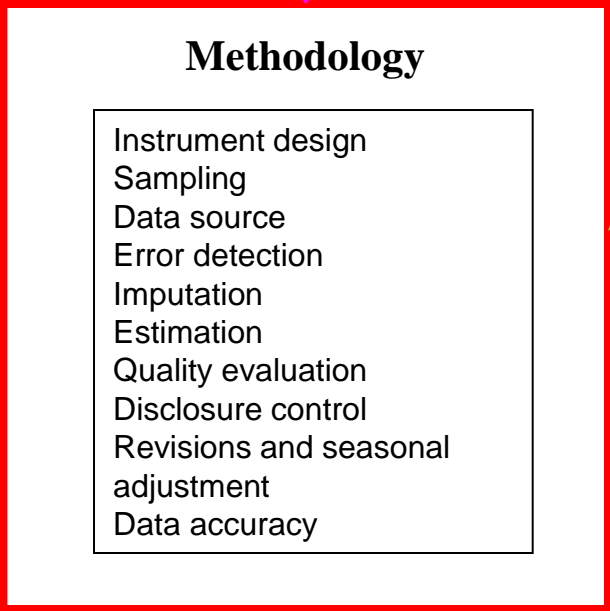 Methodology
Instrument design
Sampling
Data source
Error detection
Imputation
Estimation
Quality evaluation
Disclosure control
Revisions and seasonal
adjustment
Data accuracy